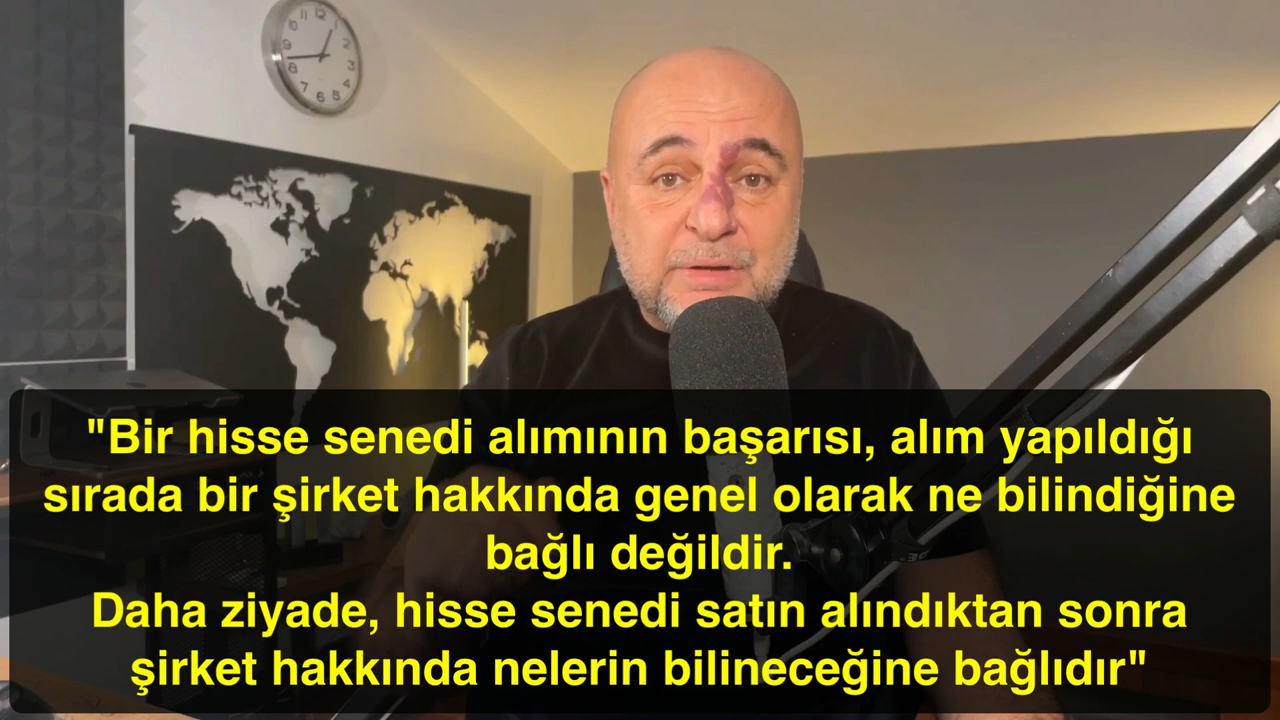 "Bir hisse senedi alımının başarısı, alım yapıldığı
sırada bir şirket hakkında genel olarak ne bilindiğine
bağlı değildir.
Daha ziyade, hisse senedi satın alındıktan sonra
şirket hakkında nelerin bilineceğine bağlıdır"